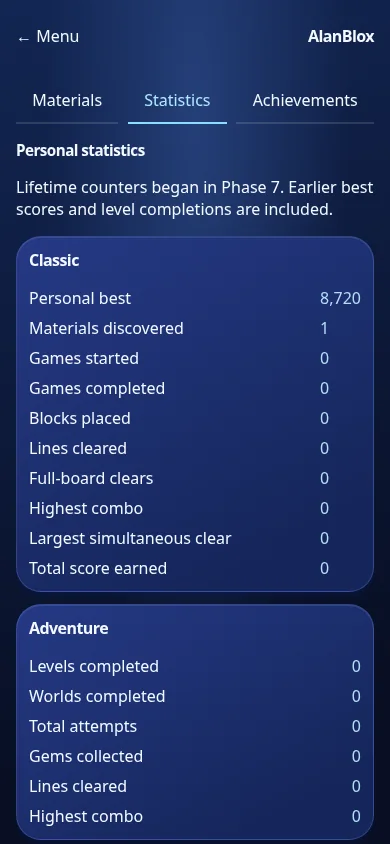 ← Menu
AlanBlox
Materials
Statistics
Achievements
Personal statistics
Lifetime counters began in Phase 7. Earlier best
scores and level completions are included.
Classic
Personal best 8,720
Materials discovered 1
Games started 0
Games completed 0
Blocks placed 0
Lines cleared 0
Full-board clears 0
Highest combo 0
Largest simultaneous clear 0
Total score earned 0
Adventure
Levels completed 0
Worlds completed 0
Total attempts 0
Gems collected 0
Lines cleared 0
Highest combo 0